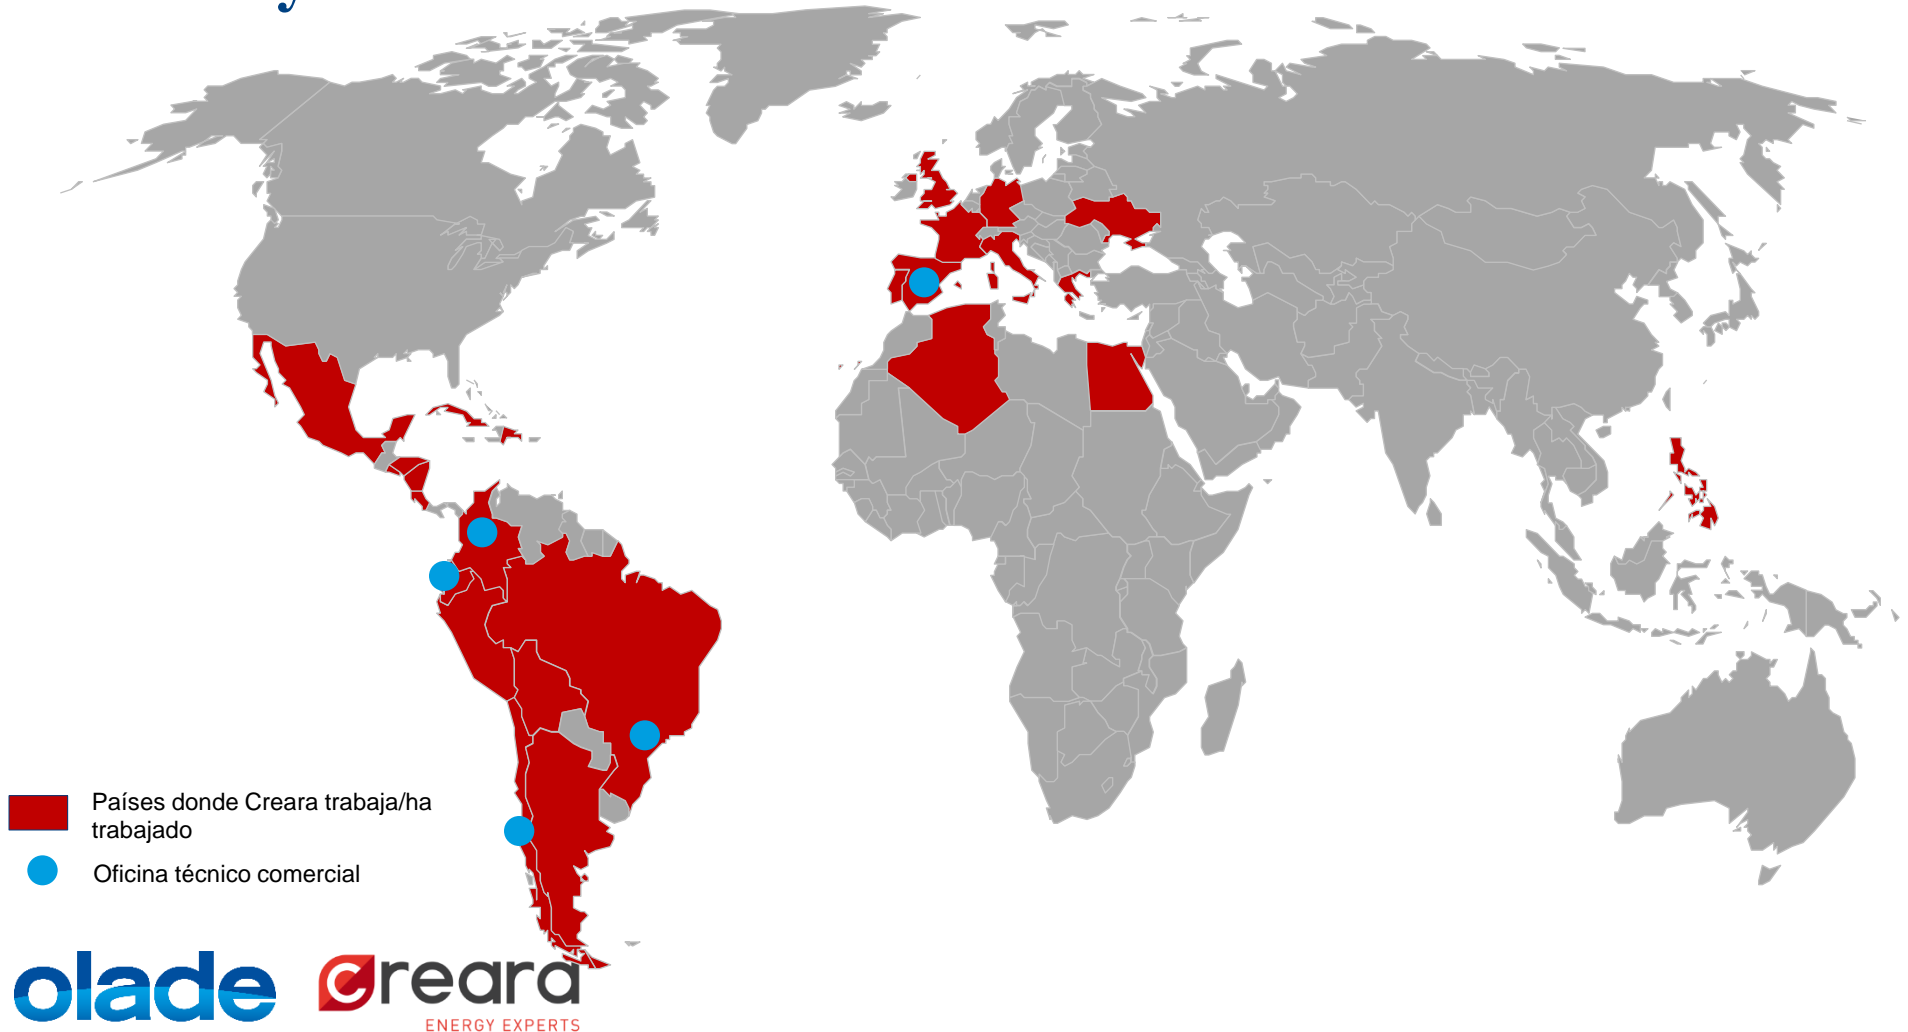 y
Países donde Creara trabaja/ha
trabajado
Oficina técnico comercial
olade
creara
ENERGY EXPERTS